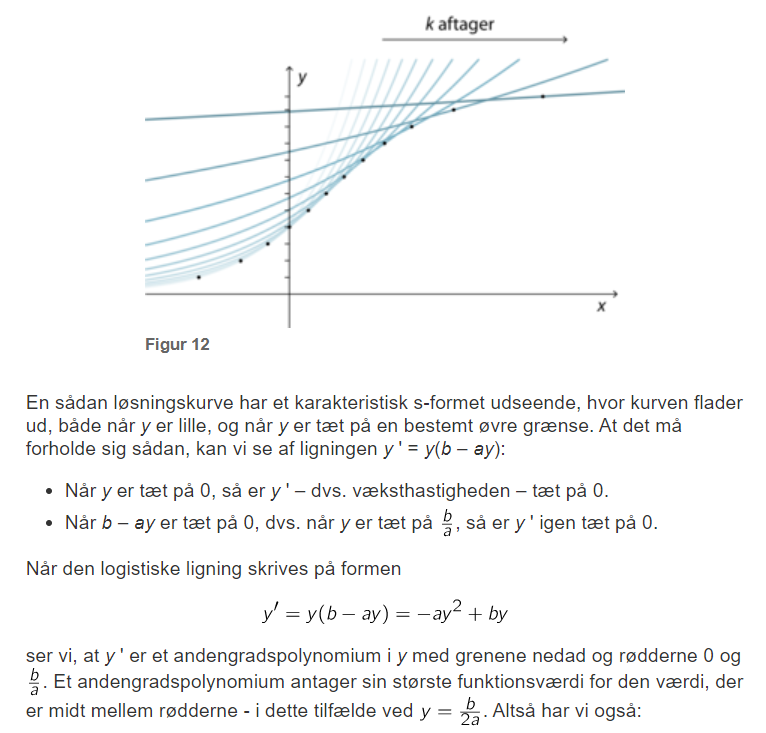 k aftager
y
x
Figur 12
En sådan løsningskurve har et karakteristisk s-formet udseende, hvor kurven flader
ud, både når y er lille, og når y er tæt på en bestemt øvre grænse. At det må
forholde sig sådan, kan vi se af ligningen y ' = y(b – ay):
• Når y er tæt på 0, så er y ' – dvs. væksthastigheden – tæt på 0.
• Når b – ay er tæt på 0, dvs. når y er tæt på b/a, så er y ' igen tæt på 0.
Når den logistiske ligning skrives på formen
y′ = y(b − ay) = −ay² + by
ser vi, at y ' er et andengradspolynomium i y med grenene nedad og rødderne 0 og
b/a. Et andengradspolynomium antager sin største funktionsværdi for den værdi, der
er midt mellem rødderne - i dette tilfælde ved y = b/2a. Altså har vi også: